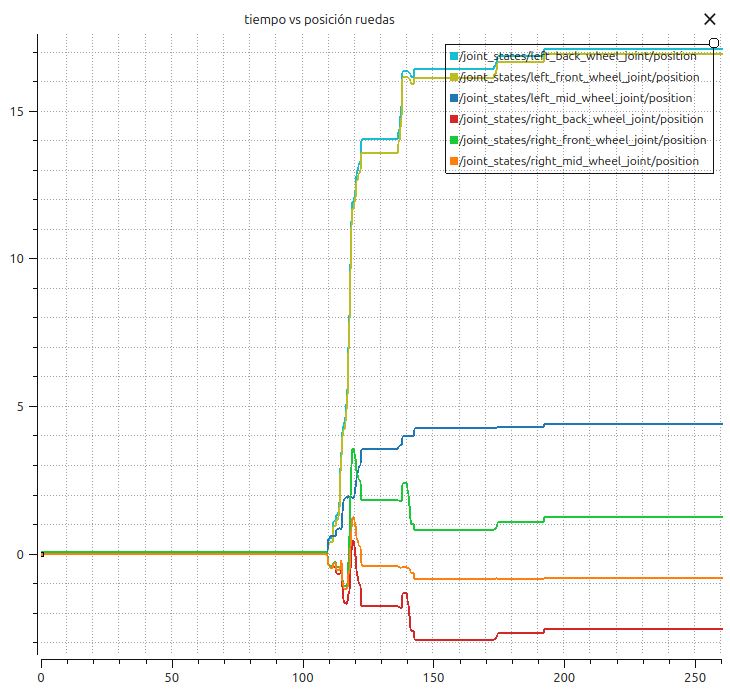 tiempo vs posición ruedas
/joint_states/left_back_wheel_joint/position
/joint_states/left_front_wheel_joint/position
/joint_states/left_mid_wheel_joint/position
/joint_states/right_back_wheel_joint/position
/joint_states/right_front_wheel_joint/position
/joint_states/right_mid_wheel_joint/position
15
10
5
0
0 50 100 150 200 250